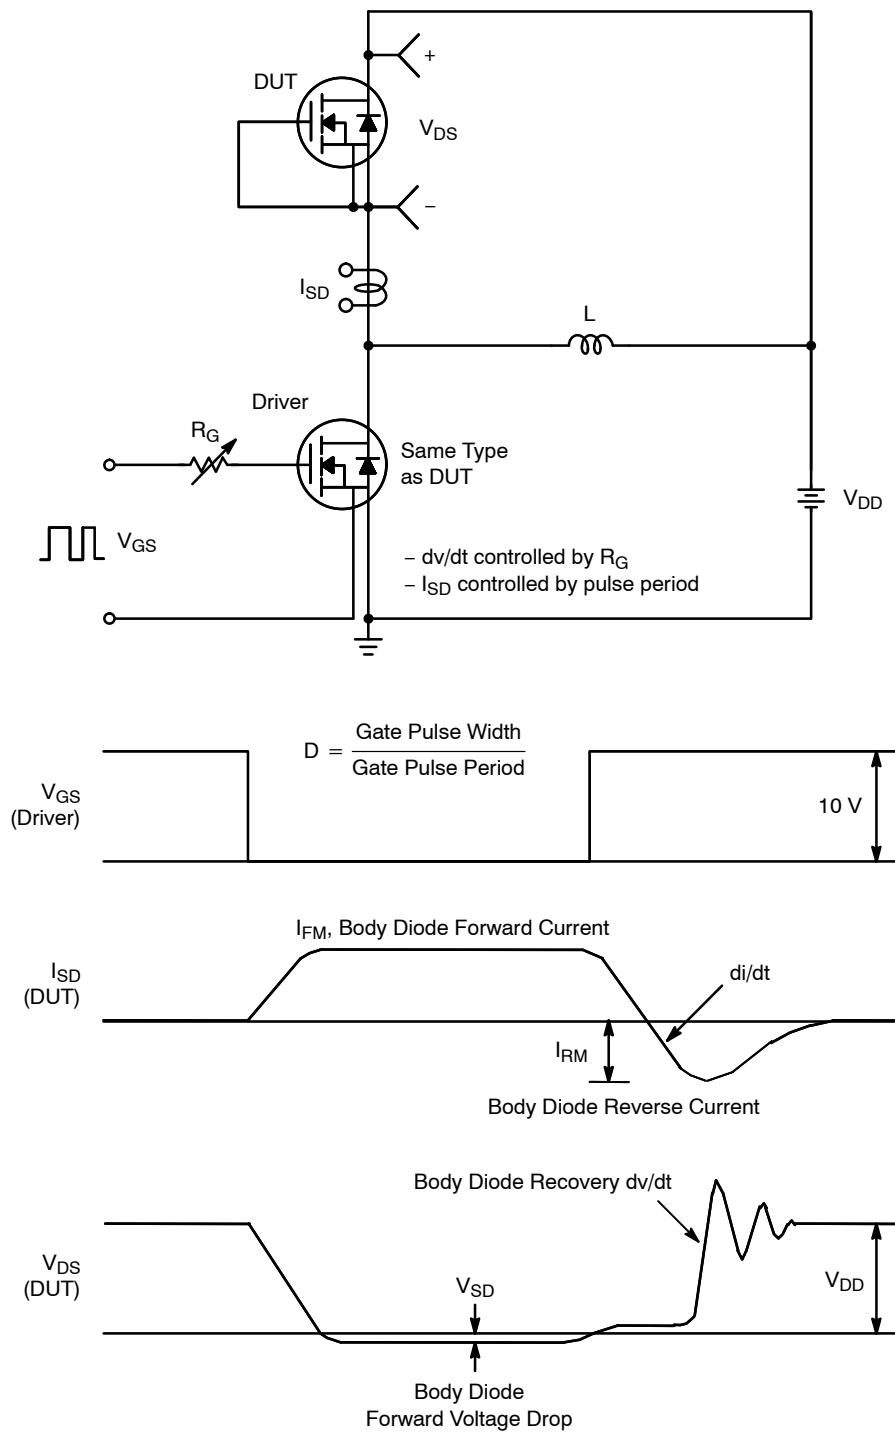 DUT
+
V_DS
–
I_SD
L
Driver
R_G
Same Type
as DUT
V_DD
V_GS
– dv/dt controlled by R_G
– I_SD controlled by pulse period
D = Gate Pulse Width / Gate Pulse Period
V_GS
(Driver)
10 V
I_FM, Body Diode Forward Current
I_SD
(DUT)
di/dt
I_RM
Body Diode Reverse Current
Body Diode Recovery dv/dt
V_DS
(DUT)
V_SD
V_DD
Body Diode
Forward Voltage Drop